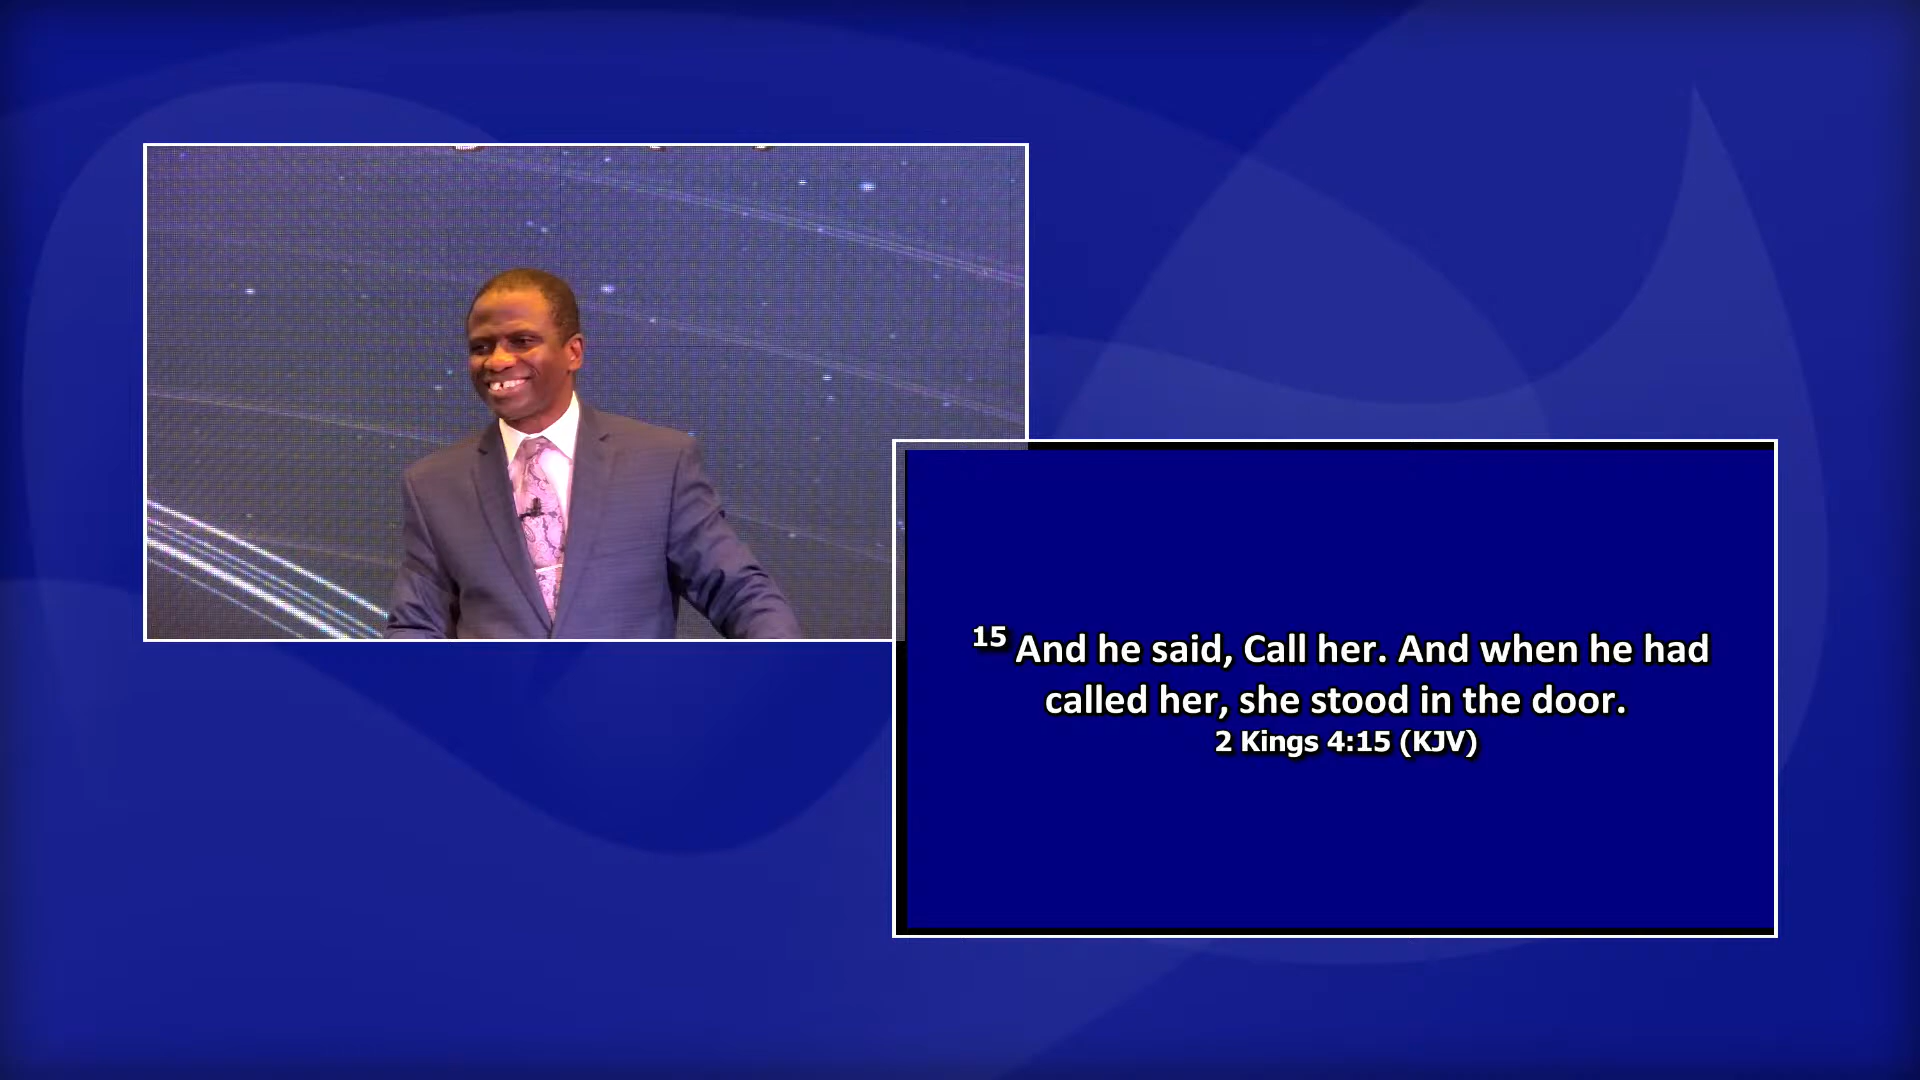 15 And he said, Call her. And when he had
called her, she stood in the door.
2 Kings 4:15 (KJV)